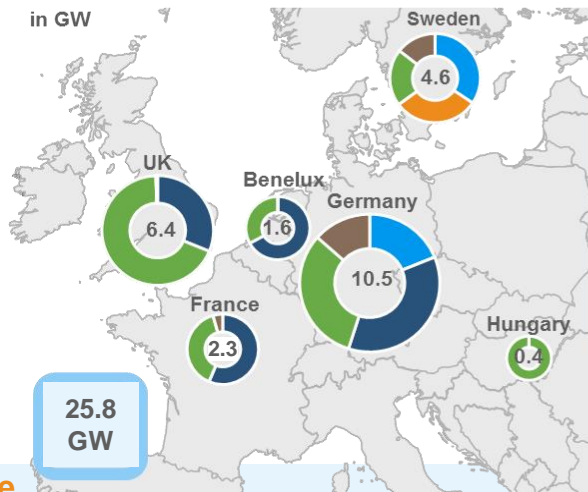 in GW
Sweden
4.6
UK
6.4
Benelux
1.6
Germany
10.5
France
2.3
Hungary
0.4
25.8
GW
e